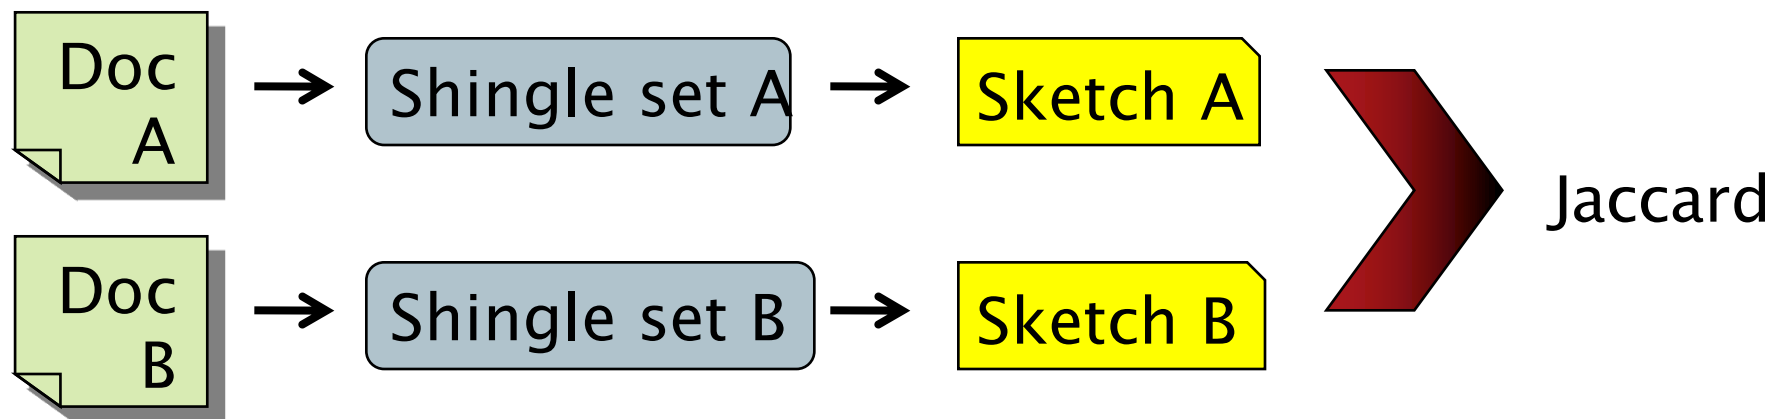 Doc
A
Shingle set A
Sketch A
Jaccard
Doc
B
Shingle set B
Sketch B